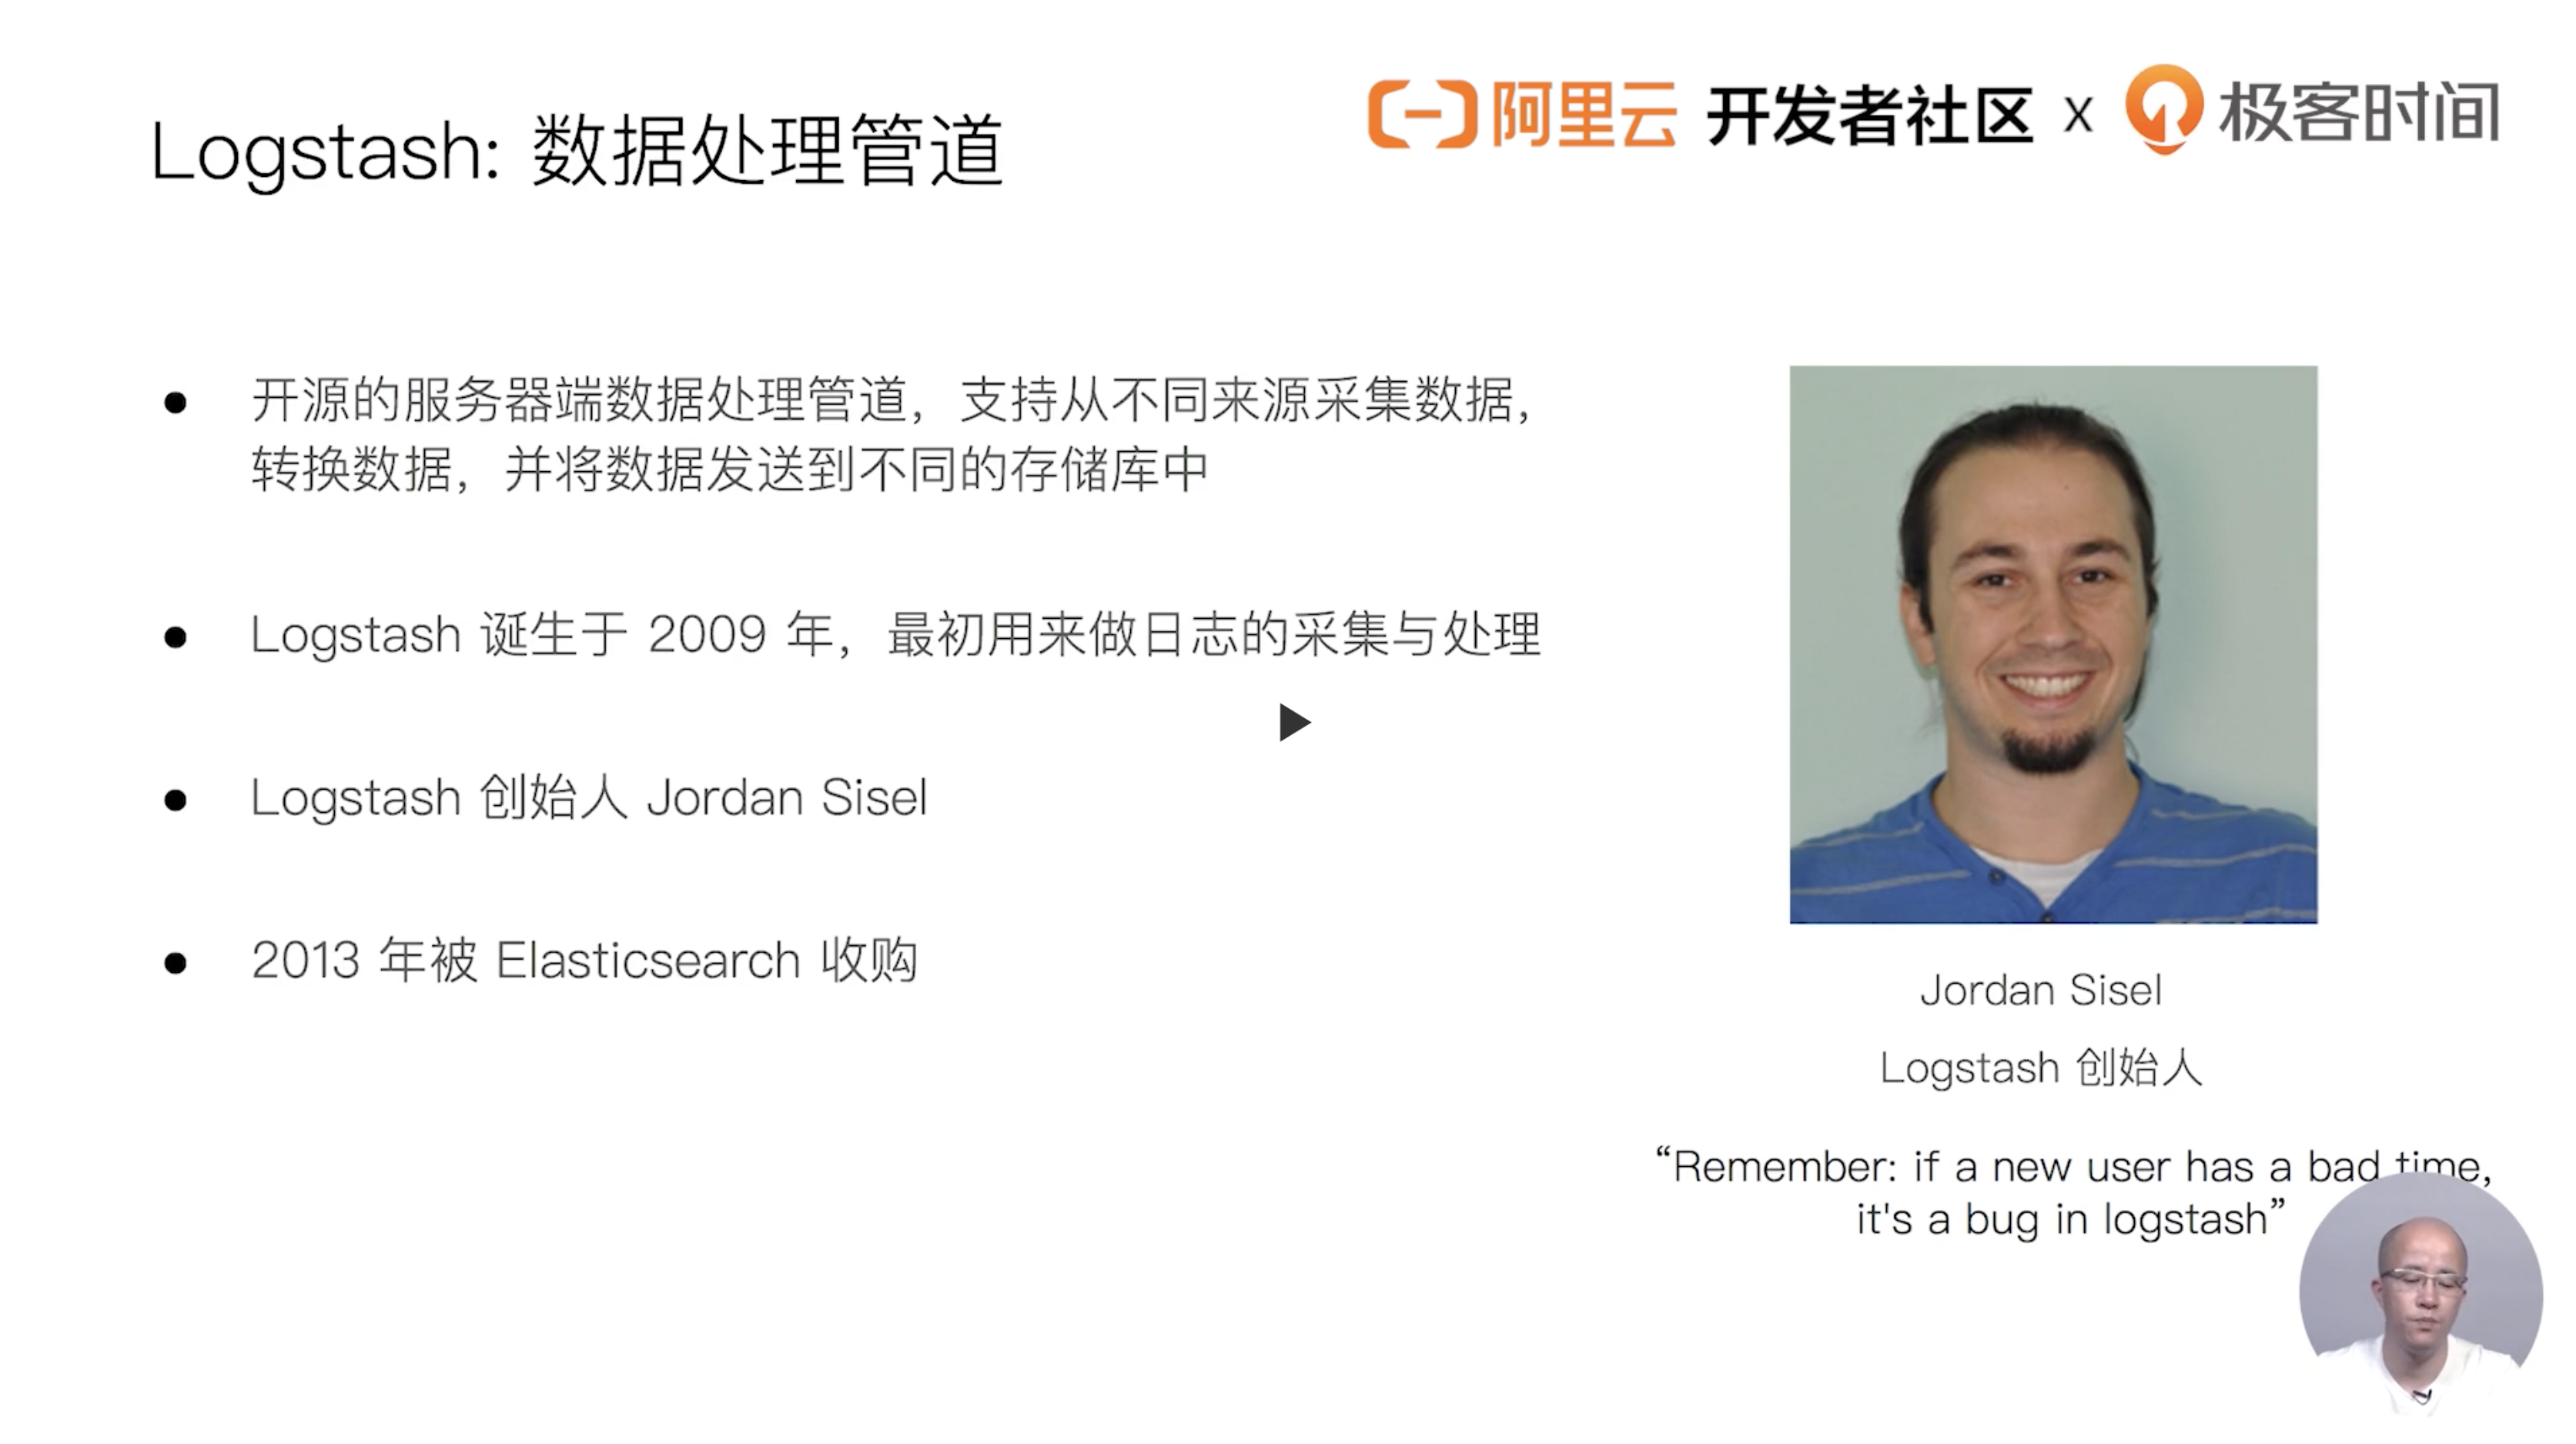 阿里云 开发者社区 X 极客时间
Logstash: 数据处理管道
● 开源的服务器端数据处理管道，支持从不同来源采集数据，
转换数据，并将数据发送到不同的存储库中
● Logstash 诞生于 2009 年，最初用来做日志的采集与处理
● Logstash 创始人 Jordan Sisel
● 2013 年被 Elasticsearch 收购
Jordan Sisel
Logstash 创始人
“Remember: if a new user has a bad time,
it's a bug in logstash”